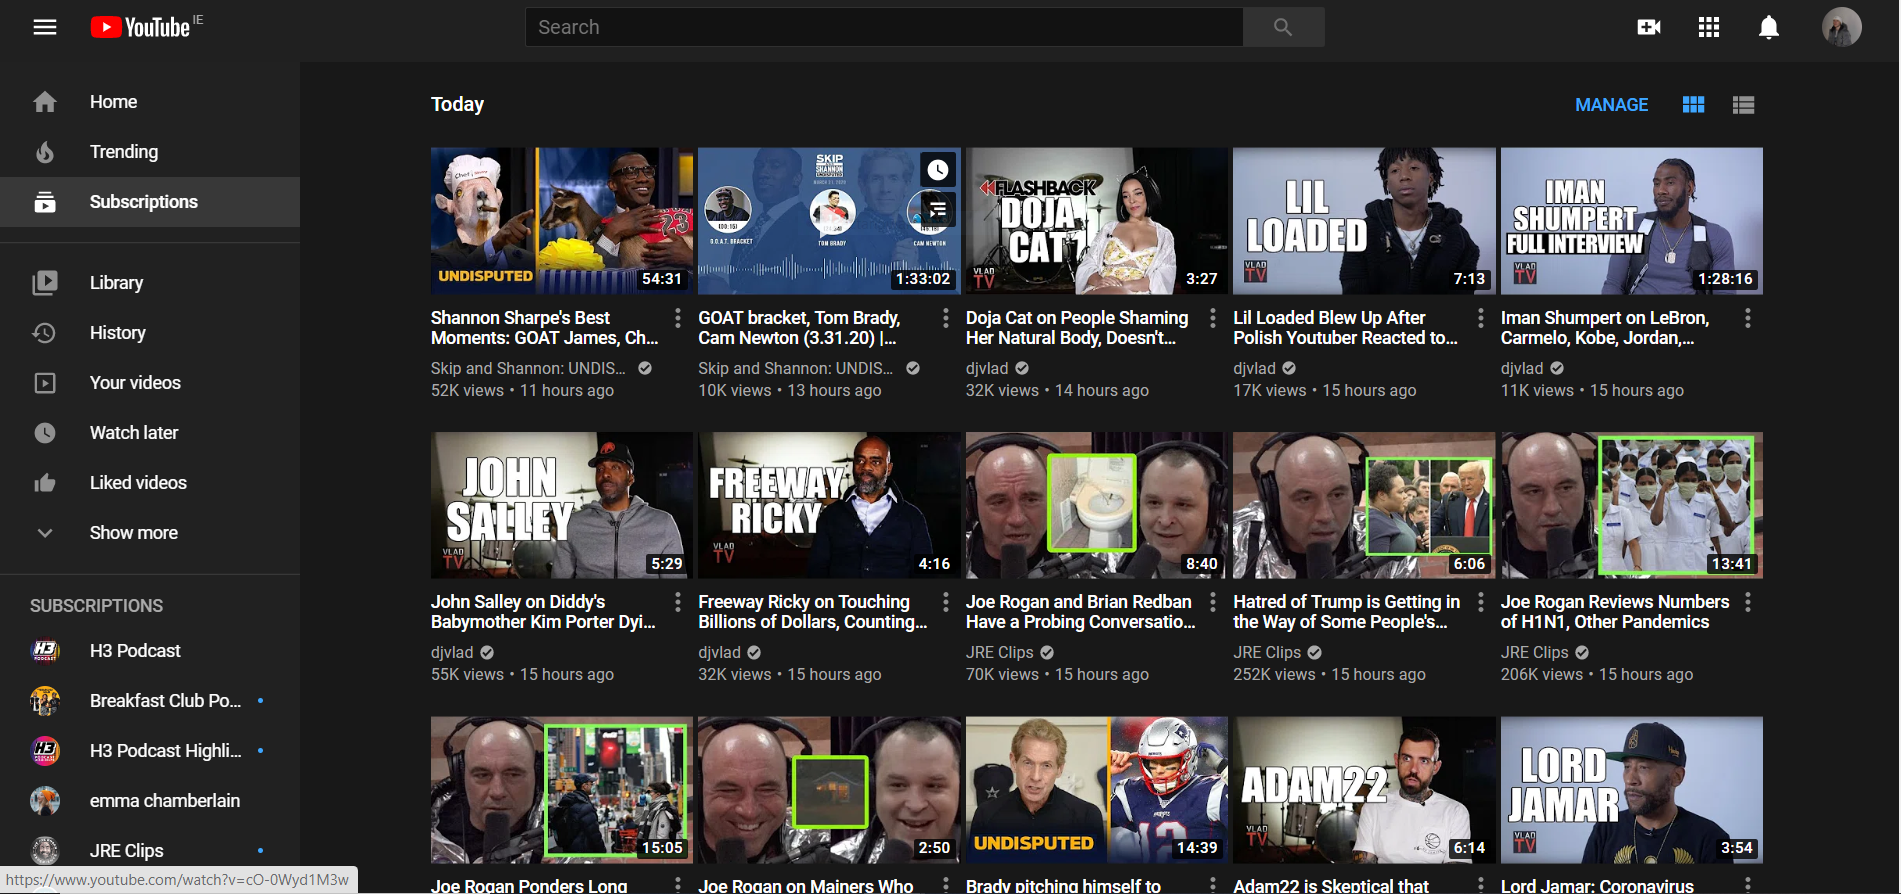 YouTube IE
Search
Home
Trending
Subscriptions
Library
History
Your videos
Watch later
Liked videos
Show more
SUBSCRIPTIONS
H3 Podcast
Breakfast Club Po...
H3 Podcast Highli...
emma chamberlain
JRE Clips
https://www.youtube.com/watch?v=cO-0Wyd1M3w
Today
MANAGE
UNDISPUTED
54:31
Shannon Sharpe's Best
Moments: GOAT James, Ch...
Skip and Shannon: UNDIS...
52K views • 11 hours ago
SKIP
SHANNON
G.O.A.T. BRACKET
TOM BRADY
CAM NEWTON
1:33:02
GOAT bracket, Tom Brady,
Cam Newton (3.31.20) |...
Skip and Shannon: UNDIS...
10K views • 13 hours ago
FLASHBACK
DOJA
CAT
VLAD
TV
3:27
Doja Cat on People Shaming
Her Natural Body, Doesn't...
djvlad
32K views • 14 hours ago
LIL
LOADED
VLAD
TV
7:13
Lil Loaded Blew Up After
Polish Youtuber Reacted to...
djvlad
17K views • 15 hours ago
IMAN
SHUMPERT
FULL INTERVIEW
VLAD
TV
1:28:16
Iman Shumpert on LeBron,
Carmelo, Kobe, Jordan,...
djvlad
11K views • 15 hours ago
JOHN
SALLEY
VLAD
TV
5:29
John Salley on Diddy's
Babymother Kim Porter Dyi...
djvlad
55K views • 15 hours ago
FREEWAY
RICKY
VLAD
TV
4:16
Freeway Ricky on Touching
Billions of Dollars, Counting...
djvlad
32K views • 15 hours ago
8:40
Joe Rogan and Brian Redban
Have a Probing Conversatio...
JRE Clips
70K views • 15 hours ago
6:06
Hatred of Trump is Getting in
the Way of Some People's...
JRE Clips
252K views • 15 hours ago
13:41
Joe Rogan Reviews Numbers
of H1N1, Other Pandemics
JRE Clips
206K views • 15 hours ago
15:05
Joe Rogan Ponders Long
2:50
Joe Rogan on Mainers Who
UNDISPUTED
14:39
Brady pitching himself to
ADAM22
VLAD
TV
6:14
Adam22 is Skeptical that
LORD
JAMAR
VLAD
TV
3:54
Lord Jamar: Coronavirus